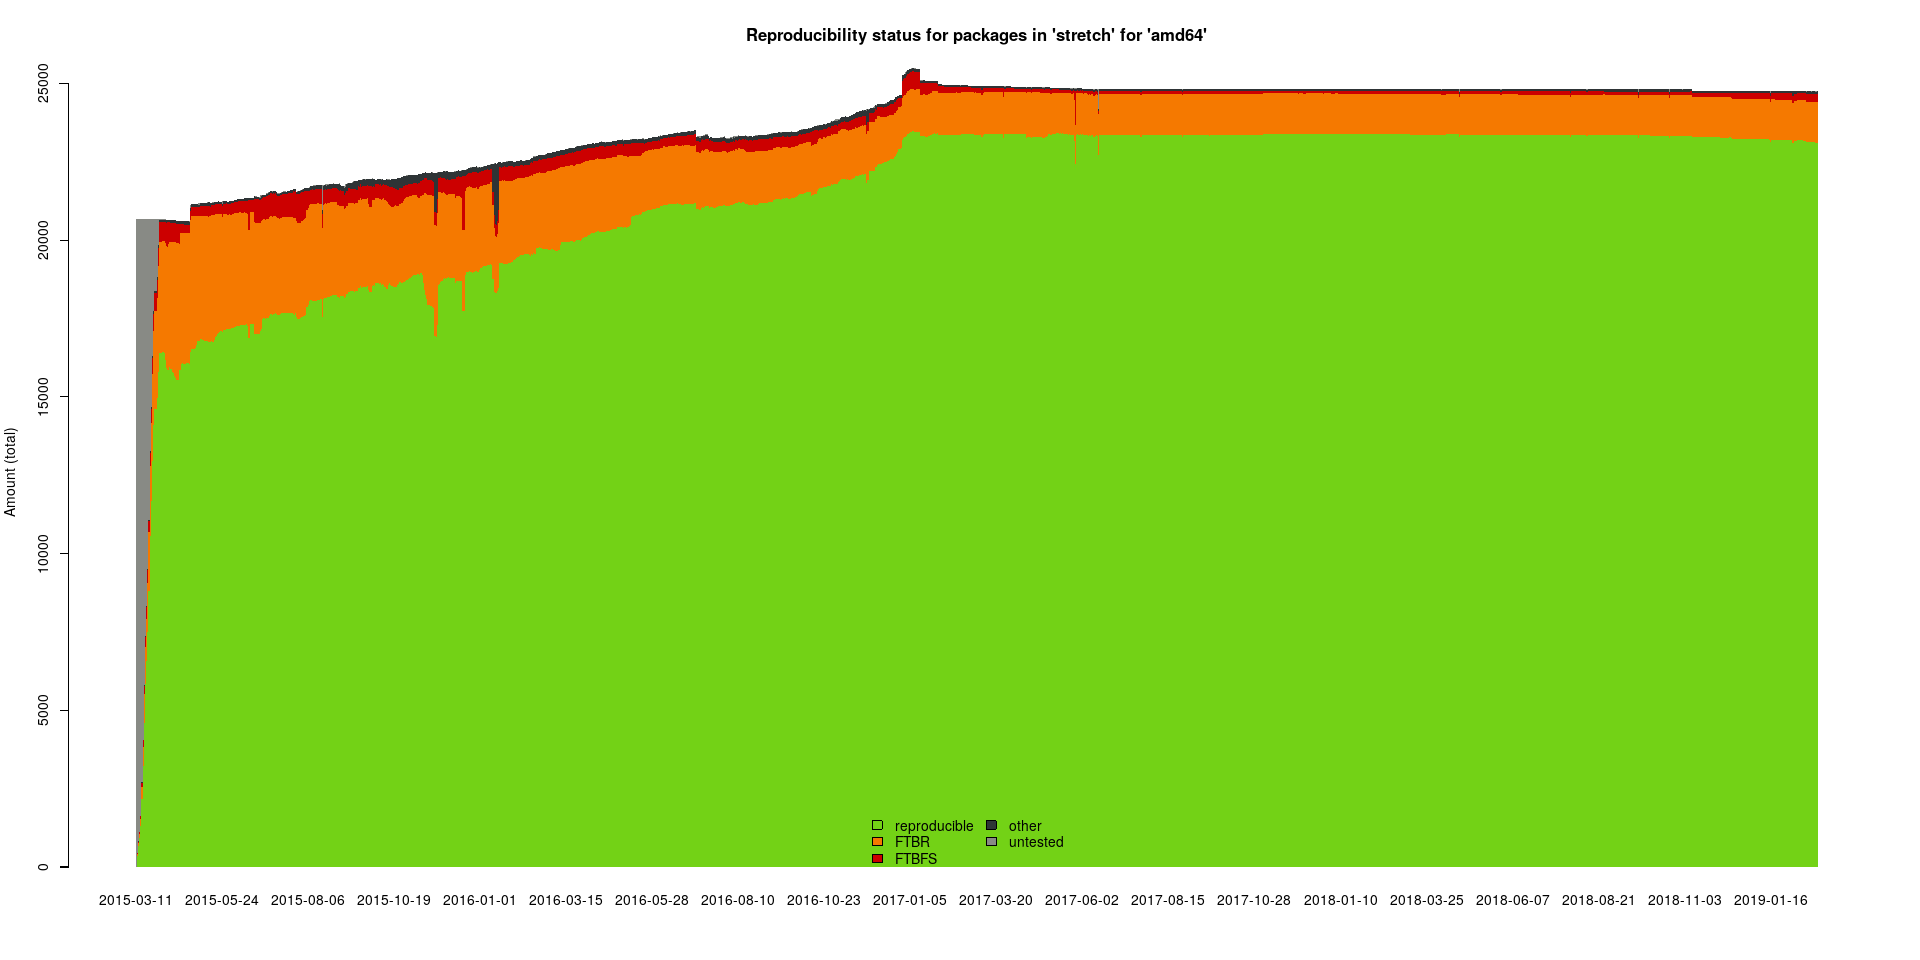 Reproducibility status for packages in 'stretch' for 'amd64'
Amount (total)
25000
20000
15000
10000
5000
0
reproducible
FTBR
FTBFS
other
untested
2015-03-11 2015-05-24 2015-08-06 2015-10-19 2016-01-01 2016-03-15 2016-05-28 2016-08-10 2016-10-23 2017-01-05 2017-03-20 2017-06-02 2017-08-15 2017-10-28 2018-01-10 2018-03-25 2018-06-07 2018-08-21 2018-11-03 2019-01-16